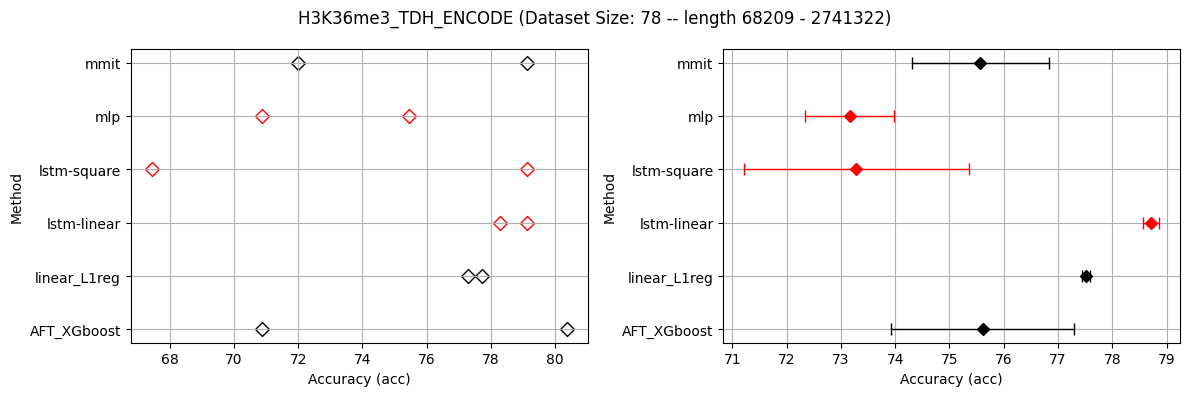 H3K36me3_TDH_ENCODE (Dataset Size: 78 -- length 68209 - 2741322)
Method
mmit
mlp
lstm-square
lstm-linear
linear_L1reg
AFT_XGboost
68 70 72 74 76 78 80
Accuracy (acc)
Method
mmit
mlp
lstm-square
lstm-linear
linear_L1reg
AFT_XGboost
71 72 73 74 75 76 77 78 79
Accuracy (acc)